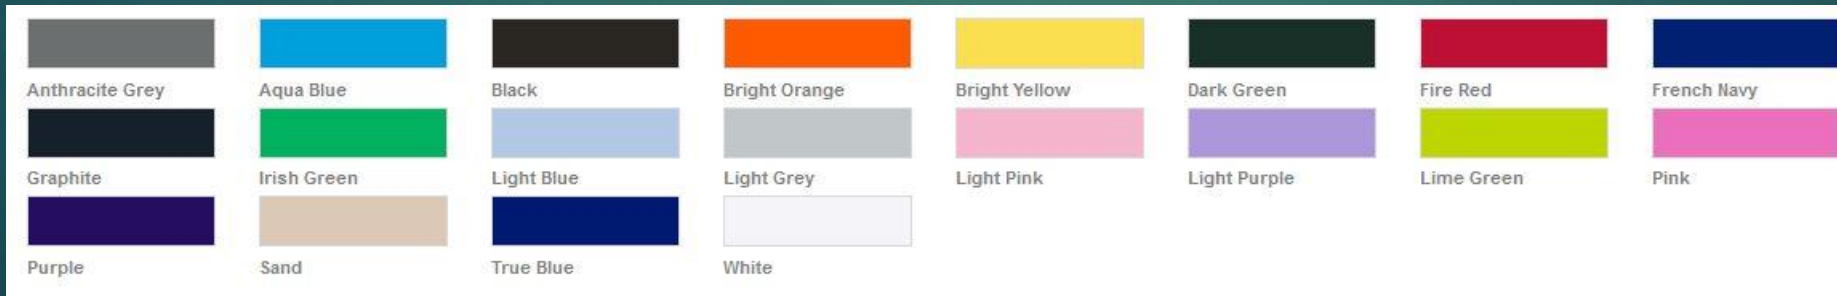 Anthracite Grey Aqua Blue Black Bright Orange Bright Yellow Dark Green Fire Red French Navy
Graphite Irish Green Light Blue Light Grey Light Pink Light Purple Lime Green Pink
Purple Sand True Blue White